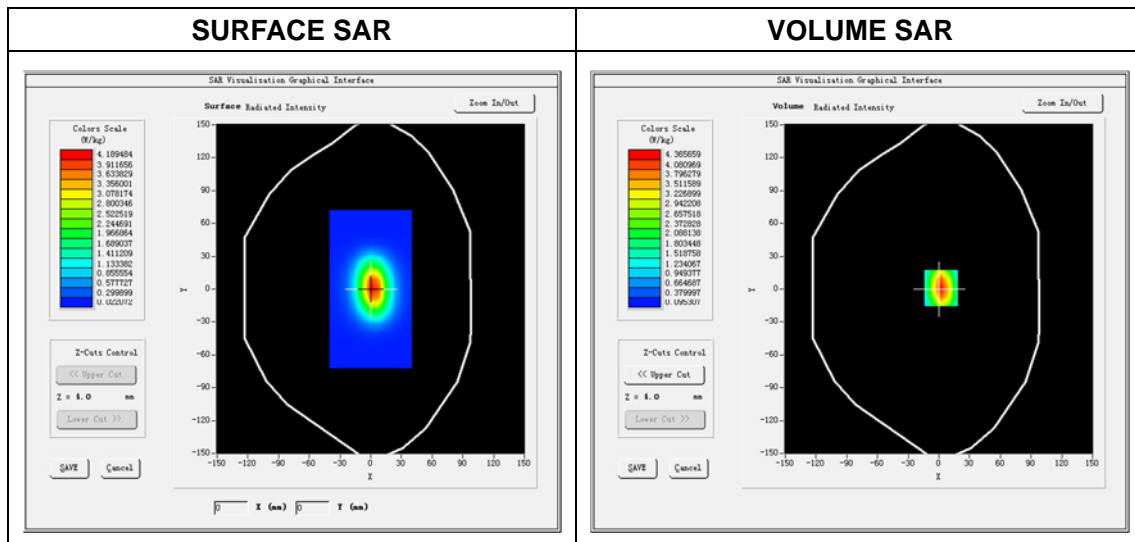 SURFACE SAR
VOLUME SAR
SAR Visualisation Graphical Interface
Surface Radiated Intensity
Zoom In/Out
Colors Scale
(W/kg)
4.189484
3.911656
3.633829
3.356001
3.078174
2.800346
2.522519
2.244691
1.966864
1.689037
1.411209
1.133382
0.855554
0.577727
0.299899
0.022072
150
120
90
60
30
0
-30
-60
-90
-120
-150
Y
-150 -120 -90 -60 -30 0 30 60 90 120 150
X
Z-Cuts Control
<< Upper Cut
Z = 4.0 mm
Lower Cut >>
SAVE
Cancel
0 X (mm) 0 Y (mm)
SAR Visualisation Graphical Interface
Volume Radiated Intensity
Zoom In/Out
Colors Scale
(W/kg)
4.365659
4.080969
3.796279
3.511589
3.226899
2.942208
2.657518
2.372828
2.088138
1.803448
1.518758
1.234067
0.949377
0.664687
0.379997
0.095307
150
120
90
60
30
0
-30
-60
-90
-120
-150
Y
-150 -120 -90 -60 -30 0 30 60 90 120 150
X
Z-Cuts Control
<< Upper Cut
Z = 4.0 mm
Lower Cut >>
SAVE
Cancel